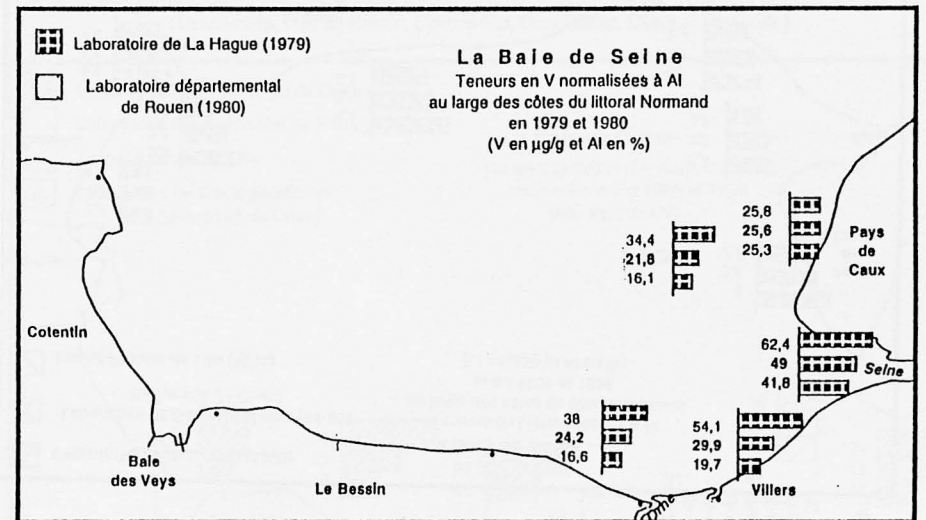 Laboratoire de La Hague (1979)
Laboratoire départemental
de Rouen (1980)
La Baie de Seine
Teneurs en V normalisées à Al
au large des côtes du littoral Normand
en 1979 et 1980
(V en µg/g et Al en %)
25,8
25,6
25,3
Pays
de
Caux
34,4
21,8
16,1
Cotentin
62,4
49
41,8
Seine
38
24,2
16,6
54,1
29,9
19,7
Baie
des Veys
Le Bessin
Orne
Villers